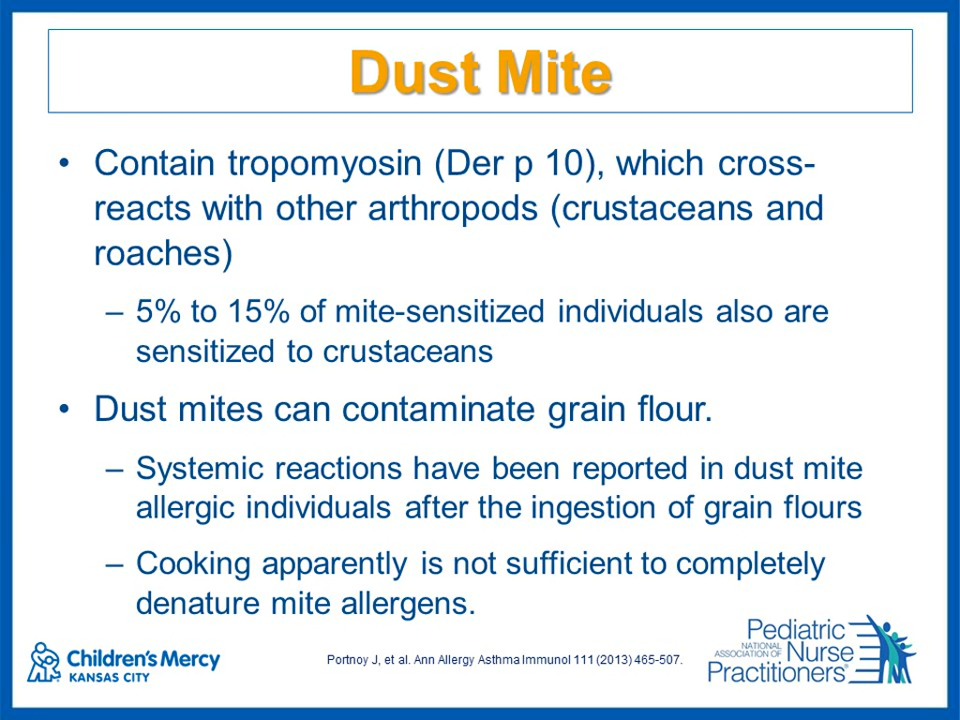 Dust Mite
• Contain tropomyosin (Der p 10), which cross-
reacts with other arthropods (crustaceans and
roaches)
– 5% to 15% of mite-sensitized individuals also are
sensitized to crustaceans
• Dust mites can contaminate grain flour.
– Systemic reactions have been reported in dust mite
allergic individuals after the ingestion of grain flours
– Cooking apparently is not sufficient to completely
denature mite allergens.
Children's Mercy
KANSAS CITY
Portnoy J, et al. Ann Allergy Asthma Immunol 111 (2013) 465-507.
Pediatric
NATIONAL ASSOCIATION OF Nurse
Practitioners®